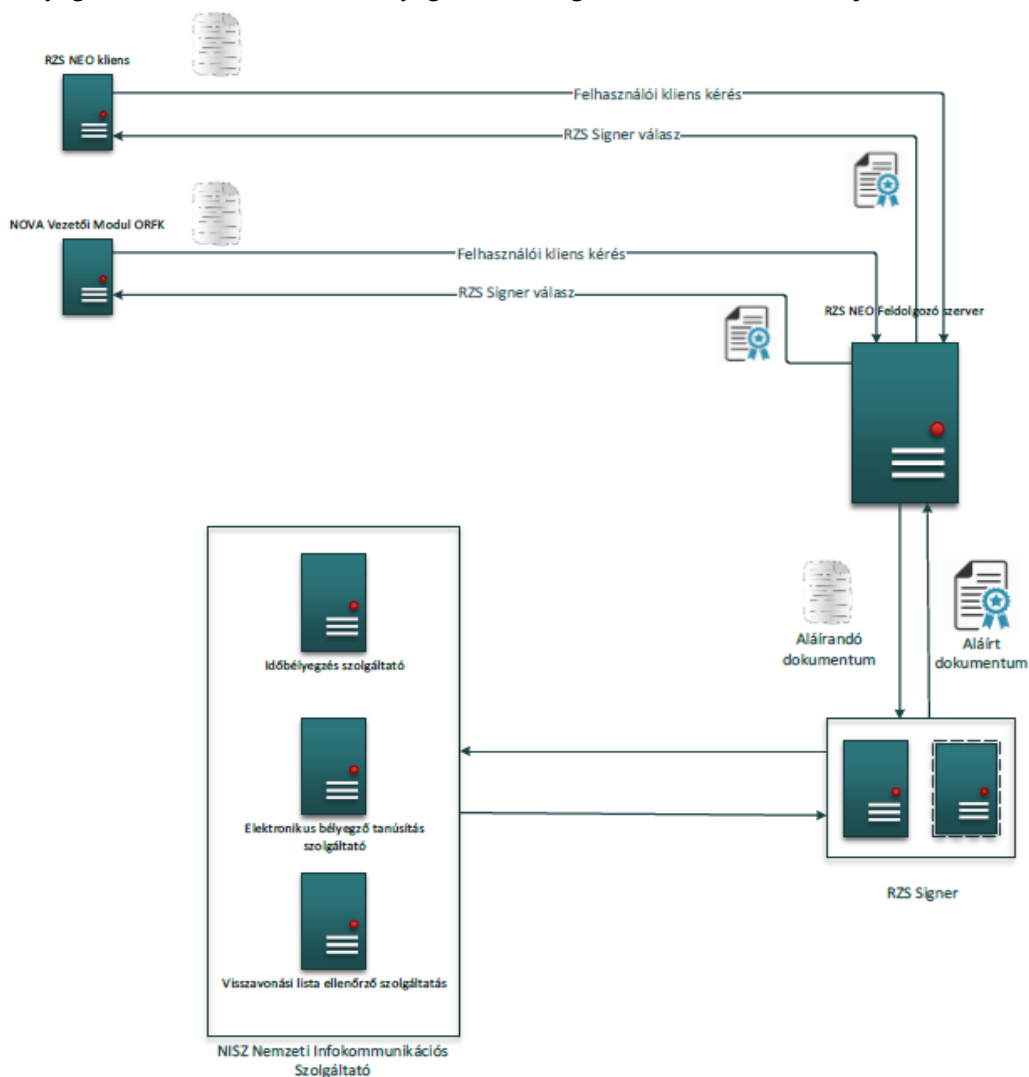 RZS NEO kliens
Felhasználói kliens kérés
RZS Signer válasz
NOVA Vezetői Modul ORFK
Felhasználói kliens kérés
RZS Signer válasz
RZS NEO Feldolgozó szerver
Időbélyegzés szolgáltató
Aláírandó
dokumentum
Aláírt
dokumentum
Elektronikus bélyegző tanúsítás
szolgáltató
RZS Signer
Visszavonási lista ellenőrző szolgáltatás
NISZ Nemzeti Infokommunikációs
Szolgáltató